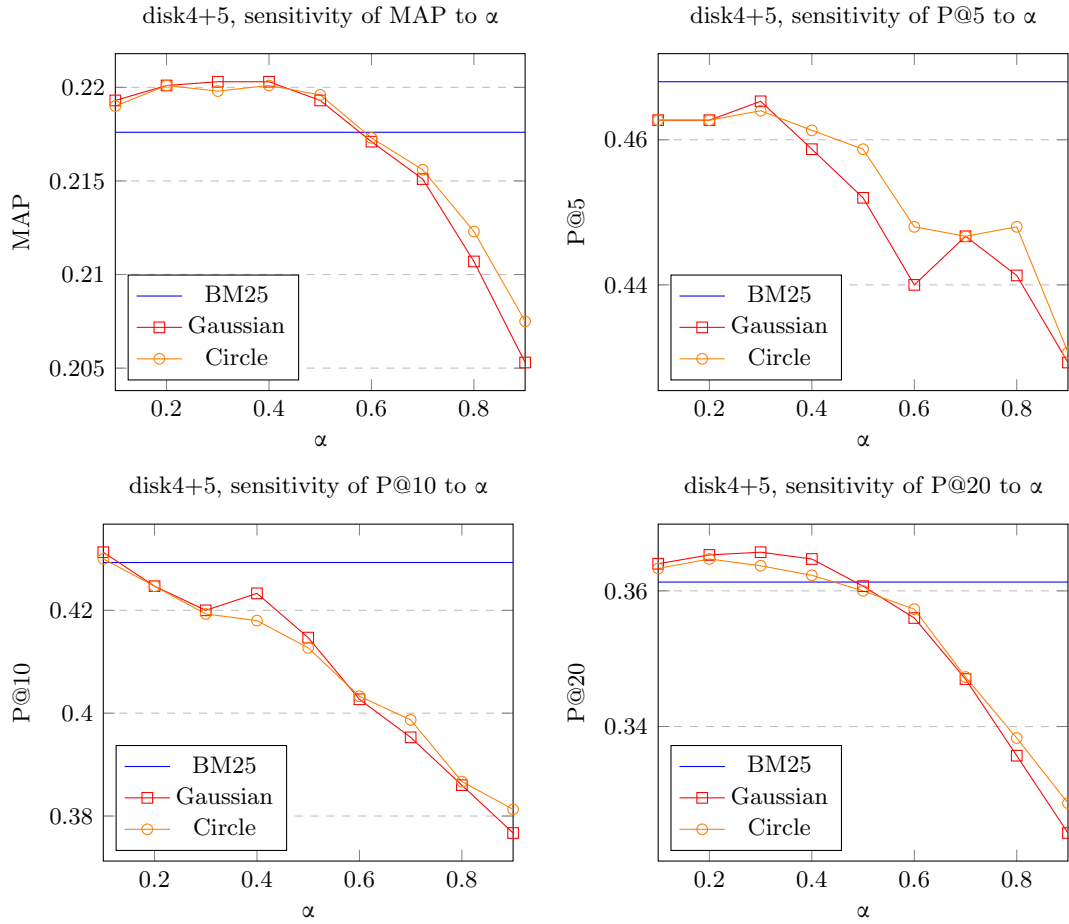 disk4+5, sensitivity of MAP to α
0.22
0.215
0.21
0.205
MAP
BM25
Gaussian
Circle
0.2 0.4 0.6 0.8
α
disk4+5, sensitivity of P@5 to α
0.46
0.44
P@5
BM25
Gaussian
Circle
0.2 0.4 0.6 0.8
α
disk4+5, sensitivity of P@10 to α
0.42
0.4
0.38
P@10
BM25
Gaussian
Circle
0.2 0.4 0.6 0.8
α
disk4+5, sensitivity of P@20 to α
0.36
0.34
P@20
BM25
Gaussian
Circle
0.2 0.4 0.6 0.8
α